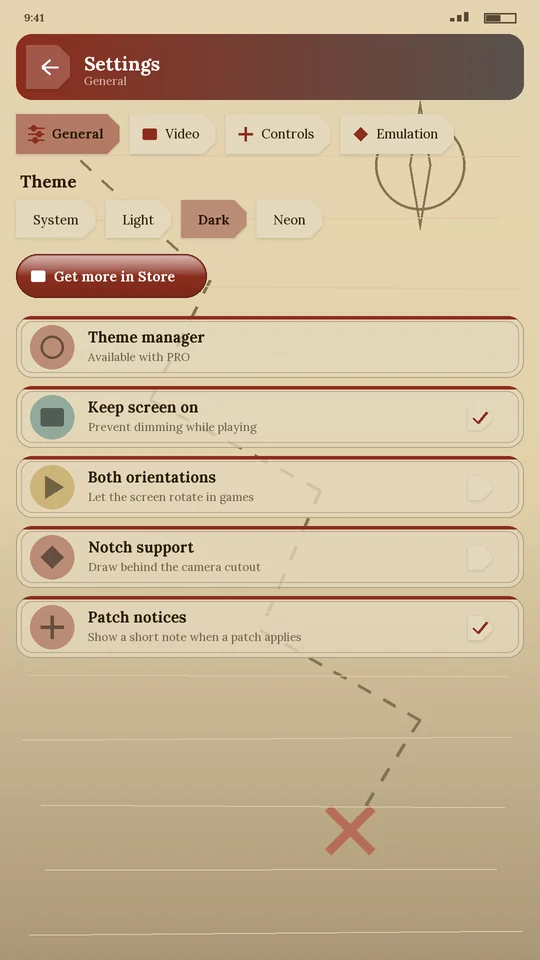 9:41
Settings
General
General
Video
Controls
Emulation
Theme
System
Light
Dark
Neon
Get more in Store
Theme manager
Available with PRO
Keep screen on
Prevent dimming while playing
Both orientations
Let the screen rotate in games
Notch support
Draw behind the camera cutout
Patch notices
Show a short note when a patch applies